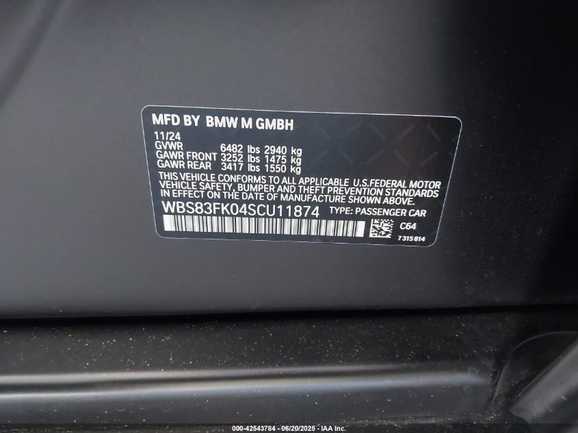 MFD BY BMW M GMBH
11/24
GVWR 6482 lbs 2940 kg
GAWR FRONT 3252 lbs 1475 kg
GAWR REAR 3417 lbs 1550 kg
THIS VEHICLE CONFORMS TO ALL APPLICABLE U.S.FEDERAL MOTOR
VEHICLE SAFETY, BUMPER AND THEFT PREVENTION STANDARDS
IN EFFECT ON THE DATE OF MANUFACTURE SHOWN ABOVE.
WBS83FK04SCU11874 TYPE: PASSENGER CAR
C64
7315814
000-42543784 - 06/20/2025 - IAA Inc.